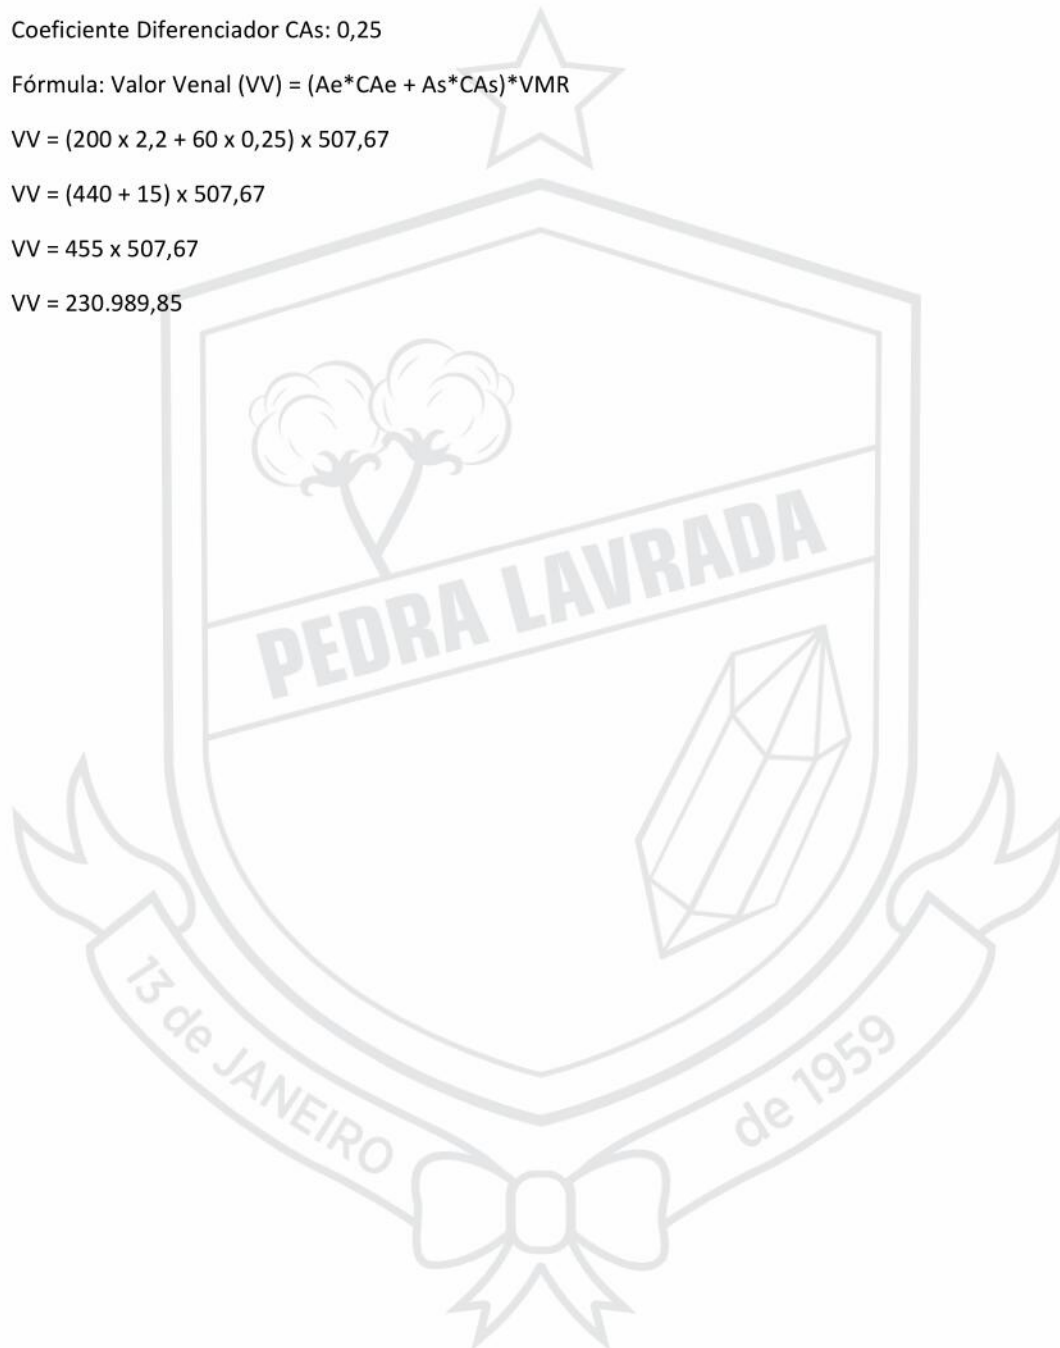 Coeficiente Diferenciador CAs: 0,25
Fórmula: Valor Venal (VV) = (Ae*CAe + As*CAs)*VMR
VV = (200 x 2,2 + 60 x 0,25) x 507,67
VV = (440 + 15) x 507,67
VV = 455 x 507,67
VV = 230.989,85
PEDRA LAVRADA
13 de JANEIRO
de 1959